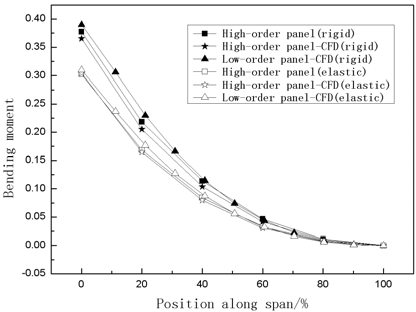 0.40
0.35
0.30
0.25
0.20
0.15
0.10
0.05
0.00
-0.05
Bending moment
High-order panel(rigid)
High-order panel-CFD(rigid)
Low-order panel-CFD(rigid)
High-order panel(elastic)
High-order panel-CFD(elastic)
Low-order panel-CFD(elastic)
0 20 40 60 80 100
Position along span/%